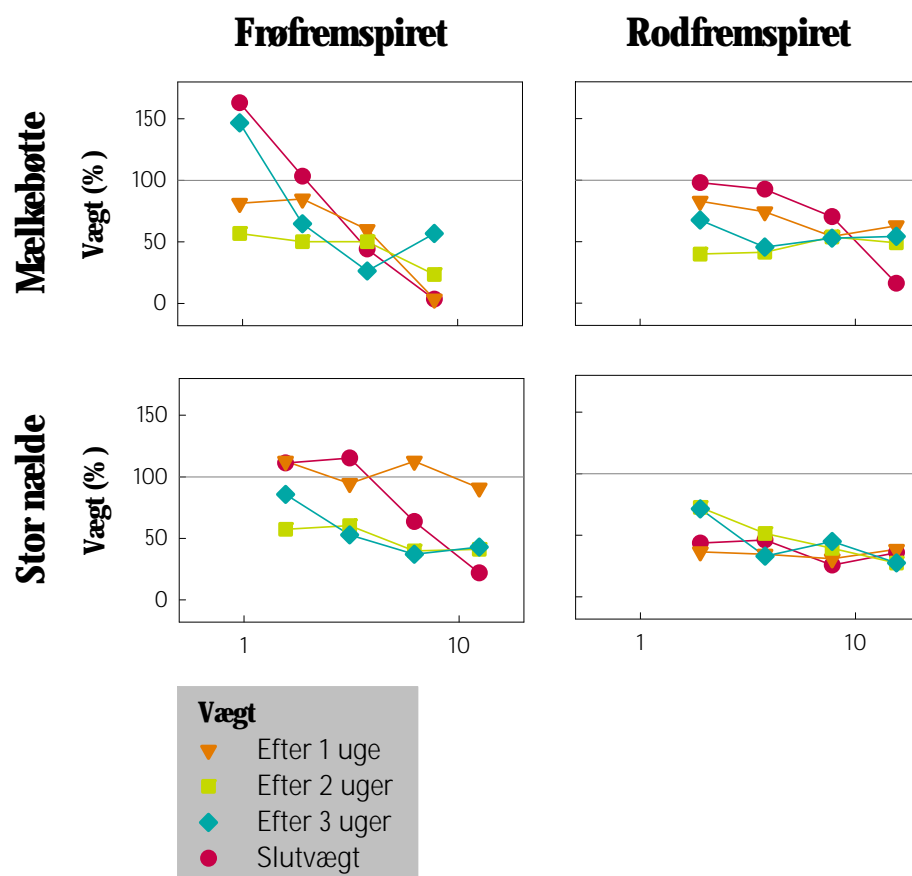 Frøfremspiret
Rodfremspiret
Mælkebøtte
Vægt (%)
150
100
50
0
Stor nælde
Vægt (%)
150
100
50
0
1
10
1
10
Vægt
Efter 1 uge
Efter 2 uger
Efter 3 uger
Slutvægt